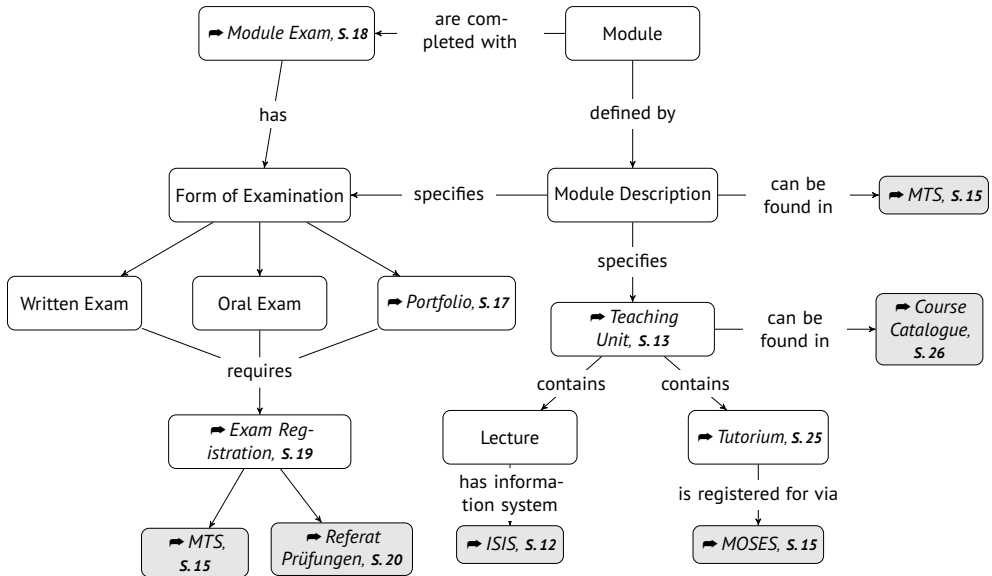 ➦ Module Exam, S. 18
are com-
pleted with
Module
has
defined by
Form of Examination
specifies
Module Description
can be
found in
➦ MTS, S. 15
Written Exam
Oral Exam
➦ Portfolio, S. 17
specifies
➦ Teaching
Unit, S. 13
can be
found in
➦ Course
Catalogue,
S. 26
requires
contains
contains
➦ Exam Reg-
istration, S. 19
Lecture
➦ Tutorium, S. 25
has informa-
tion system
is registered for via
➦ MTS,
S. 15
➦ Referat
Prüfungen, S. 20
➦ ISIS, S. 12
➦ MOSES, S. 15